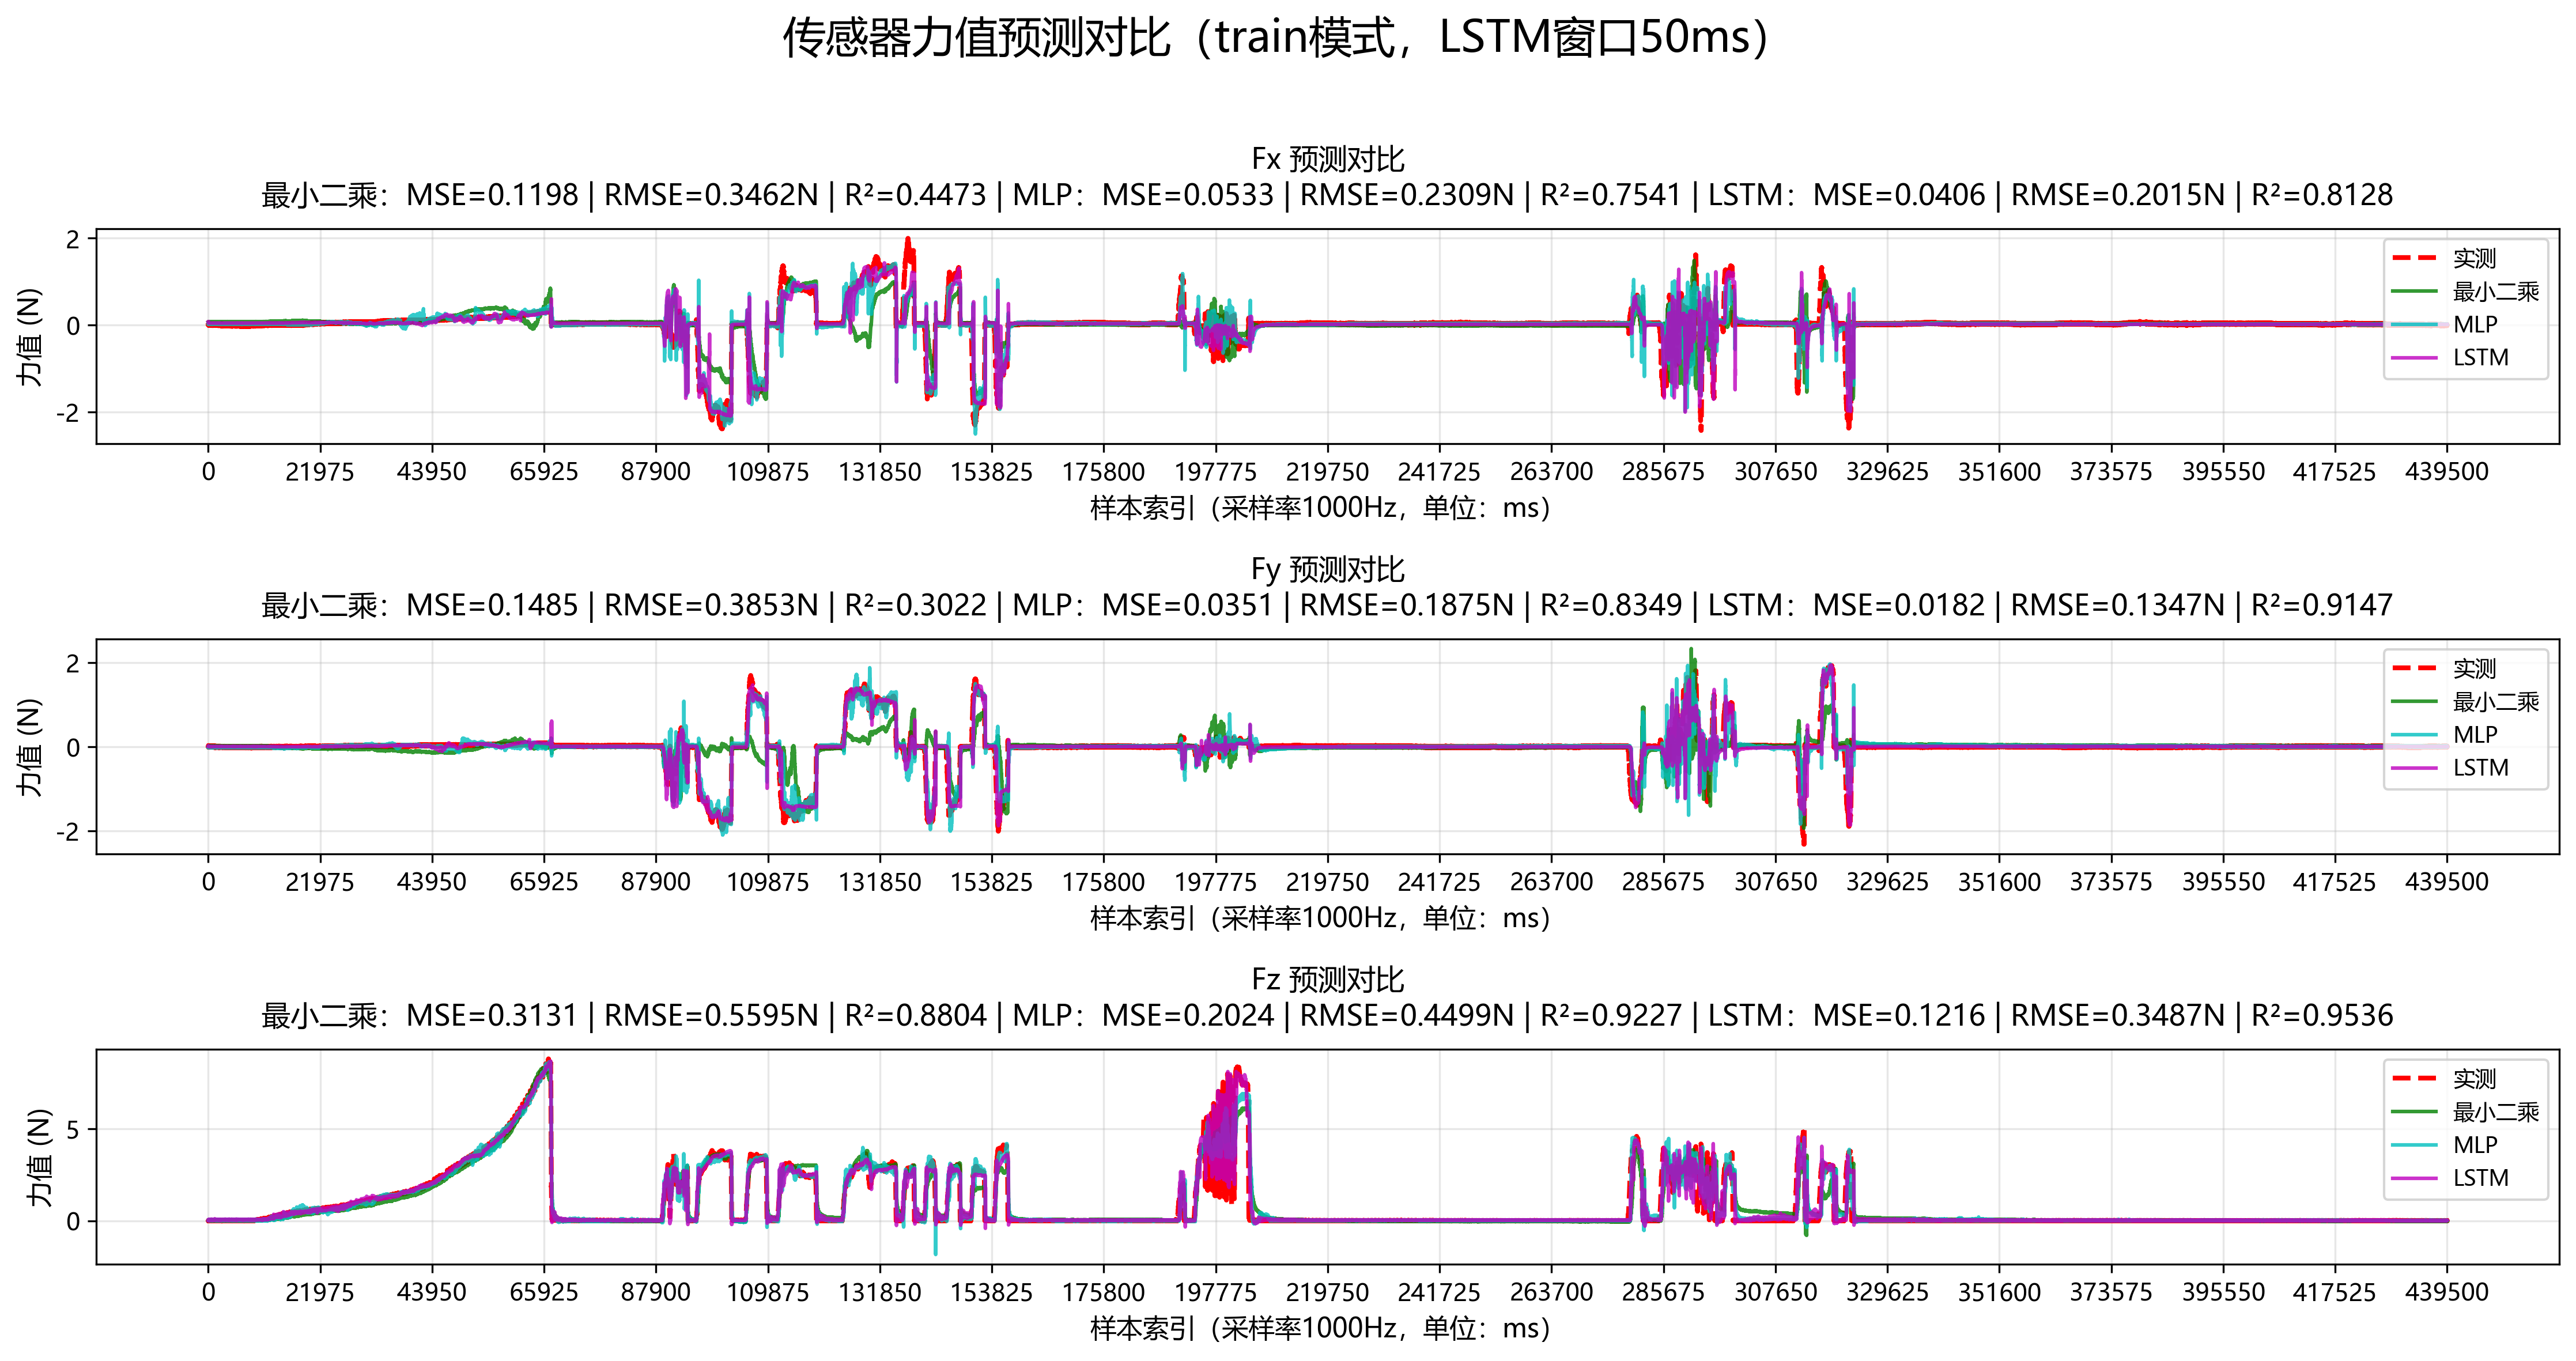 传感器力值预测对比（train模式，LSTM窗口50ms）
Fx 预测对比
最小二乘：MSE=0.1198 | RMSE=0.3462N | R²=0.4473 | MLP：MSE=0.0533 | RMSE=0.2309N | R²=0.7541 | LSTM：MSE=0.0406 | RMSE=0.2015N | R²=0.8128
力值 (N)
2
0
-2
实测
最小二乘
MLP
LSTM
0 21975 43950 65925 87900 109875 131850 153825 175800 197775 219750 241725 263700 285675 307650 329625 351600 373575 395550 417525 439500
样本索引（采样率1000Hz，单位：ms）
Fy 预测对比
最小二乘：MSE=0.1485 | RMSE=0.3853N | R²=0.3022 | MLP：MSE=0.0351 | RMSE=0.1875N | R²=0.8349 | LSTM：MSE=0.0182 | RMSE=0.1347N | R²=0.9147
力值 (N)
2
0
-2
实测
最小二乘
MLP
LSTM
0 21975 43950 65925 87900 109875 131850 153825 175800 197775 219750 241725 263700 285675 307650 329625 351600 373575 395550 417525 439500
样本索引（采样率1000Hz，单位：ms）
Fz 预测对比
最小二乘：MSE=0.3131 | RMSE=0.5595N | R²=0.8804 | MLP：MSE=0.2024 | RMSE=0.4499N | R²=0.9227 | LSTM：MSE=0.1216 | RMSE=0.3487N | R²=0.9536
力值 (N)
5
0
实测
最小二乘
MLP
LSTM
0 21975 43950 65925 87900 109875 131850 153825 175800 197775 219750 241725 263700 285675 307650 329625 351600 373575 395550 417525 439500
样本索引（采样率1000Hz，单位：ms）